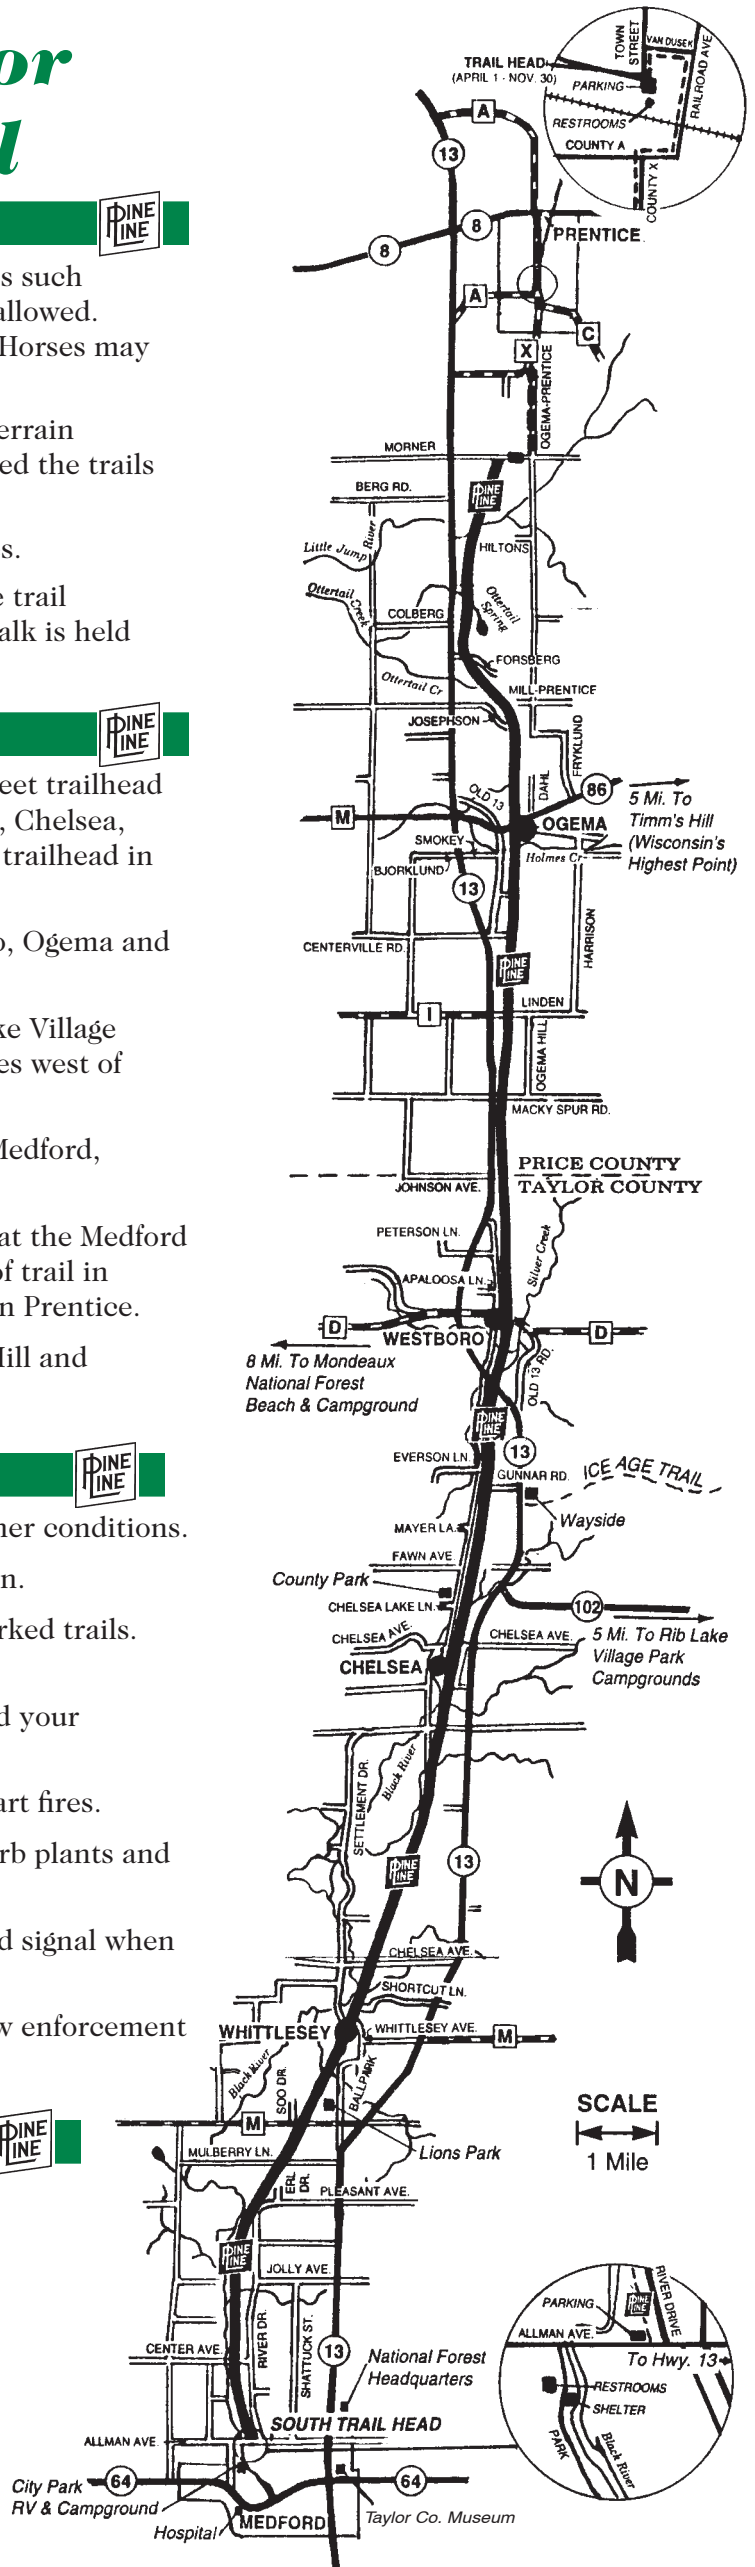 or
l
PINE LINE
s such
allowed.
Horses may
errain
ed the trails
s.
e trail
alk is held
PINE LINE
eet trailhead
, Chelsea,
trailhead in
o, Ogema and
ke Village
es west of
Medford,
at the Medford
of trail in
n Prentice.
Hill and
PINE LINE
ner conditions.
n.
rked trails.
d your
art fires.
rb plants and
d signal when
w enforcement
PINE LINE
TRAIL HEAD
(APRIL 1 - NOV. 30)
TOWN STREET
VAN DUSEK
RAILROAD AVE
PARKING
RESTROOMS
COUNTY A
COUNTY X
A
13
8
8
PRENTICE
A
C
X
OGEMA-PRENTICE
MORNER
PINE LINE
BERG RD.
Little Jump River
HILTONS
Ottertail Creek
Ottertail Spring
COLBERG
FORSBERG
Ottertail Cr
MILL-PRENTICE
JOSEPHSON
FRYKLUND
DAHL
86
OLD 13
M
OGEMA
5 Mi. To
Timm's Hill
(Wisconsin's
Highest Point)
SMOKEY
Holmes Cr
BJORKLUND
13
HARRISON
CENTERVILLE RD.
PINE LINE
LINDEN
I
OGEMA HILL
MACKY SPUR RD.
PRICE COUNTY
TAYLOR COUNTY
JOHNSON AVE.
PETERSON LN.
Silver Creek
APALOOSA LN.
D
WESTBORO
D
8 Mi. To Mondeaux
National Forest
Beach & Campground
OLD 13 RD.
PINE LINE
13
EVERSON LN.
GUNNAR RD.
ICE AGE TRAIL
Wayside
MAYER LA.
FAWN AVE.
County Park
CHELSEA LAKE LN.
102
CHELSEA AVE.
CHELSEA AVE.
5 Mi. To Rib Lake
Village Park
Campgrounds
CHELSEA
SETTLEMENT DR.
Black River
PINE LINE
13
N
CHELSEA AVE.
SHORTCUT LN.
WHITTLESEY
WHITTLESEY AVE.
M
Black River
SOO DR.
BALLPARK
M
Lions Park
SCALE
1 Mile
MULBERRY LN.
ERL DR.
PLEASANT AVE.
PINE LINE
JOLLY AVE.
RIVER DR.
SHATTUCK ST.
CENTER AVE.
13
National Forest
Headquarters
SOUTH TRAIL HEAD
ALLMAN AVE.
City Park
RV & Campground
64
64
Hospital
MEDFORD
Taylor Co. Museum
PARKING
PINE LINE
RIVER DRIVE
ALLMAN AVE.
To Hwy. 13
RESTROOMS
SHELTER
PARK
Black River